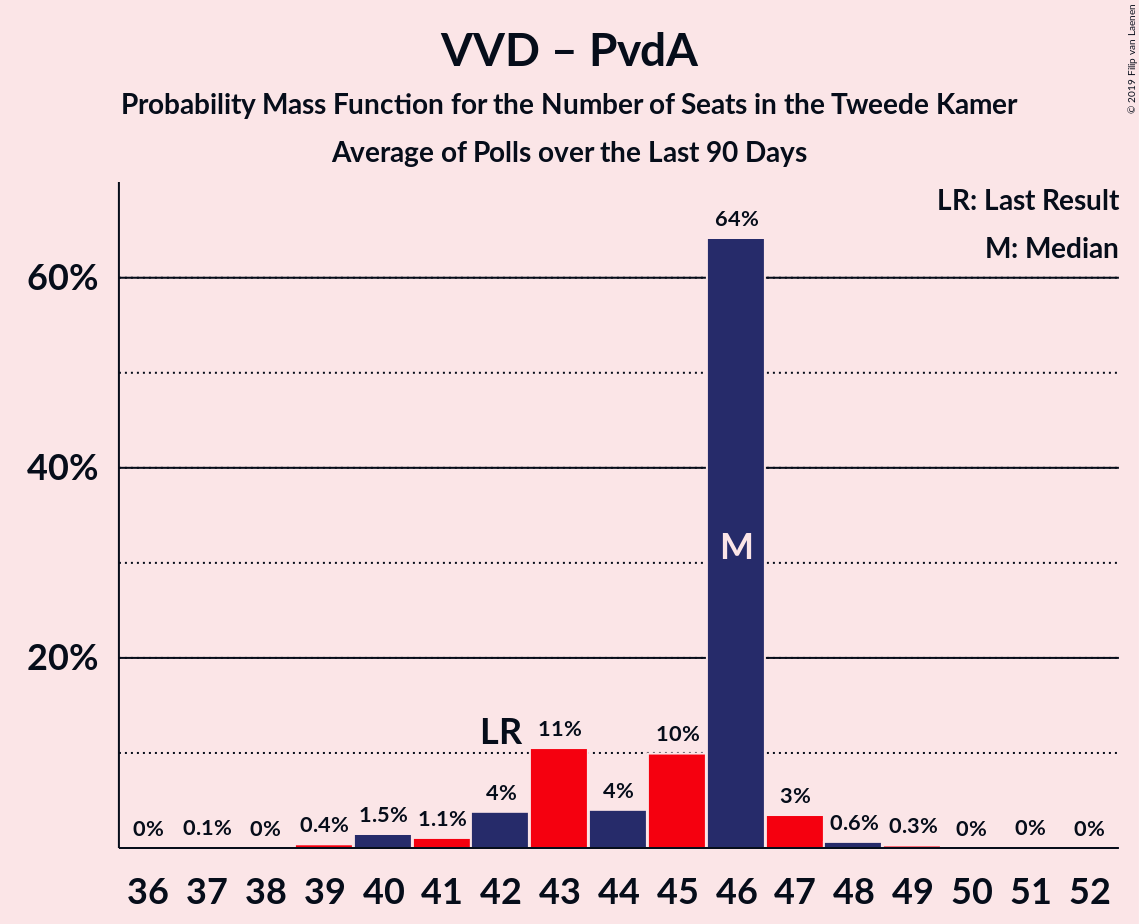 VVD – PvdA
Probability Mass Function for the Number of Seats in the Tweede Kamer
Average of Polls over the Last 90 Days
© 2019 Filip van Laenen
LR: Last Result
M: Median
60%
40%
20%
0%
0.1%
0%
0.4%
1.5%
1.1%
4%
LR
11%
4%
10%
64%
M
3%
0.6%
0.3%
0%
0%
0%
36 37 38 39 40 41 42 43 44 45 46 47 48 49 50 51 52